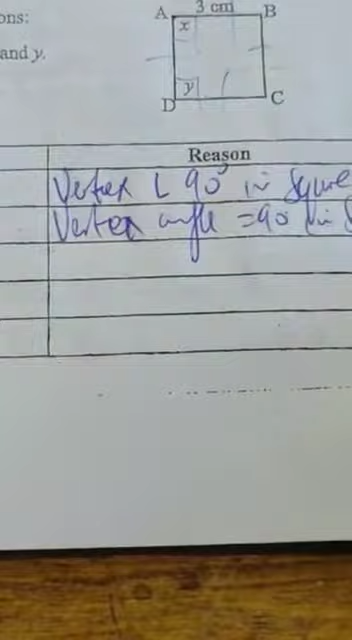 ons:
A 3 cm B
x
and y.
y
D C
Reason
Vertex L 90° in Square
Vertex angle = 90 in S